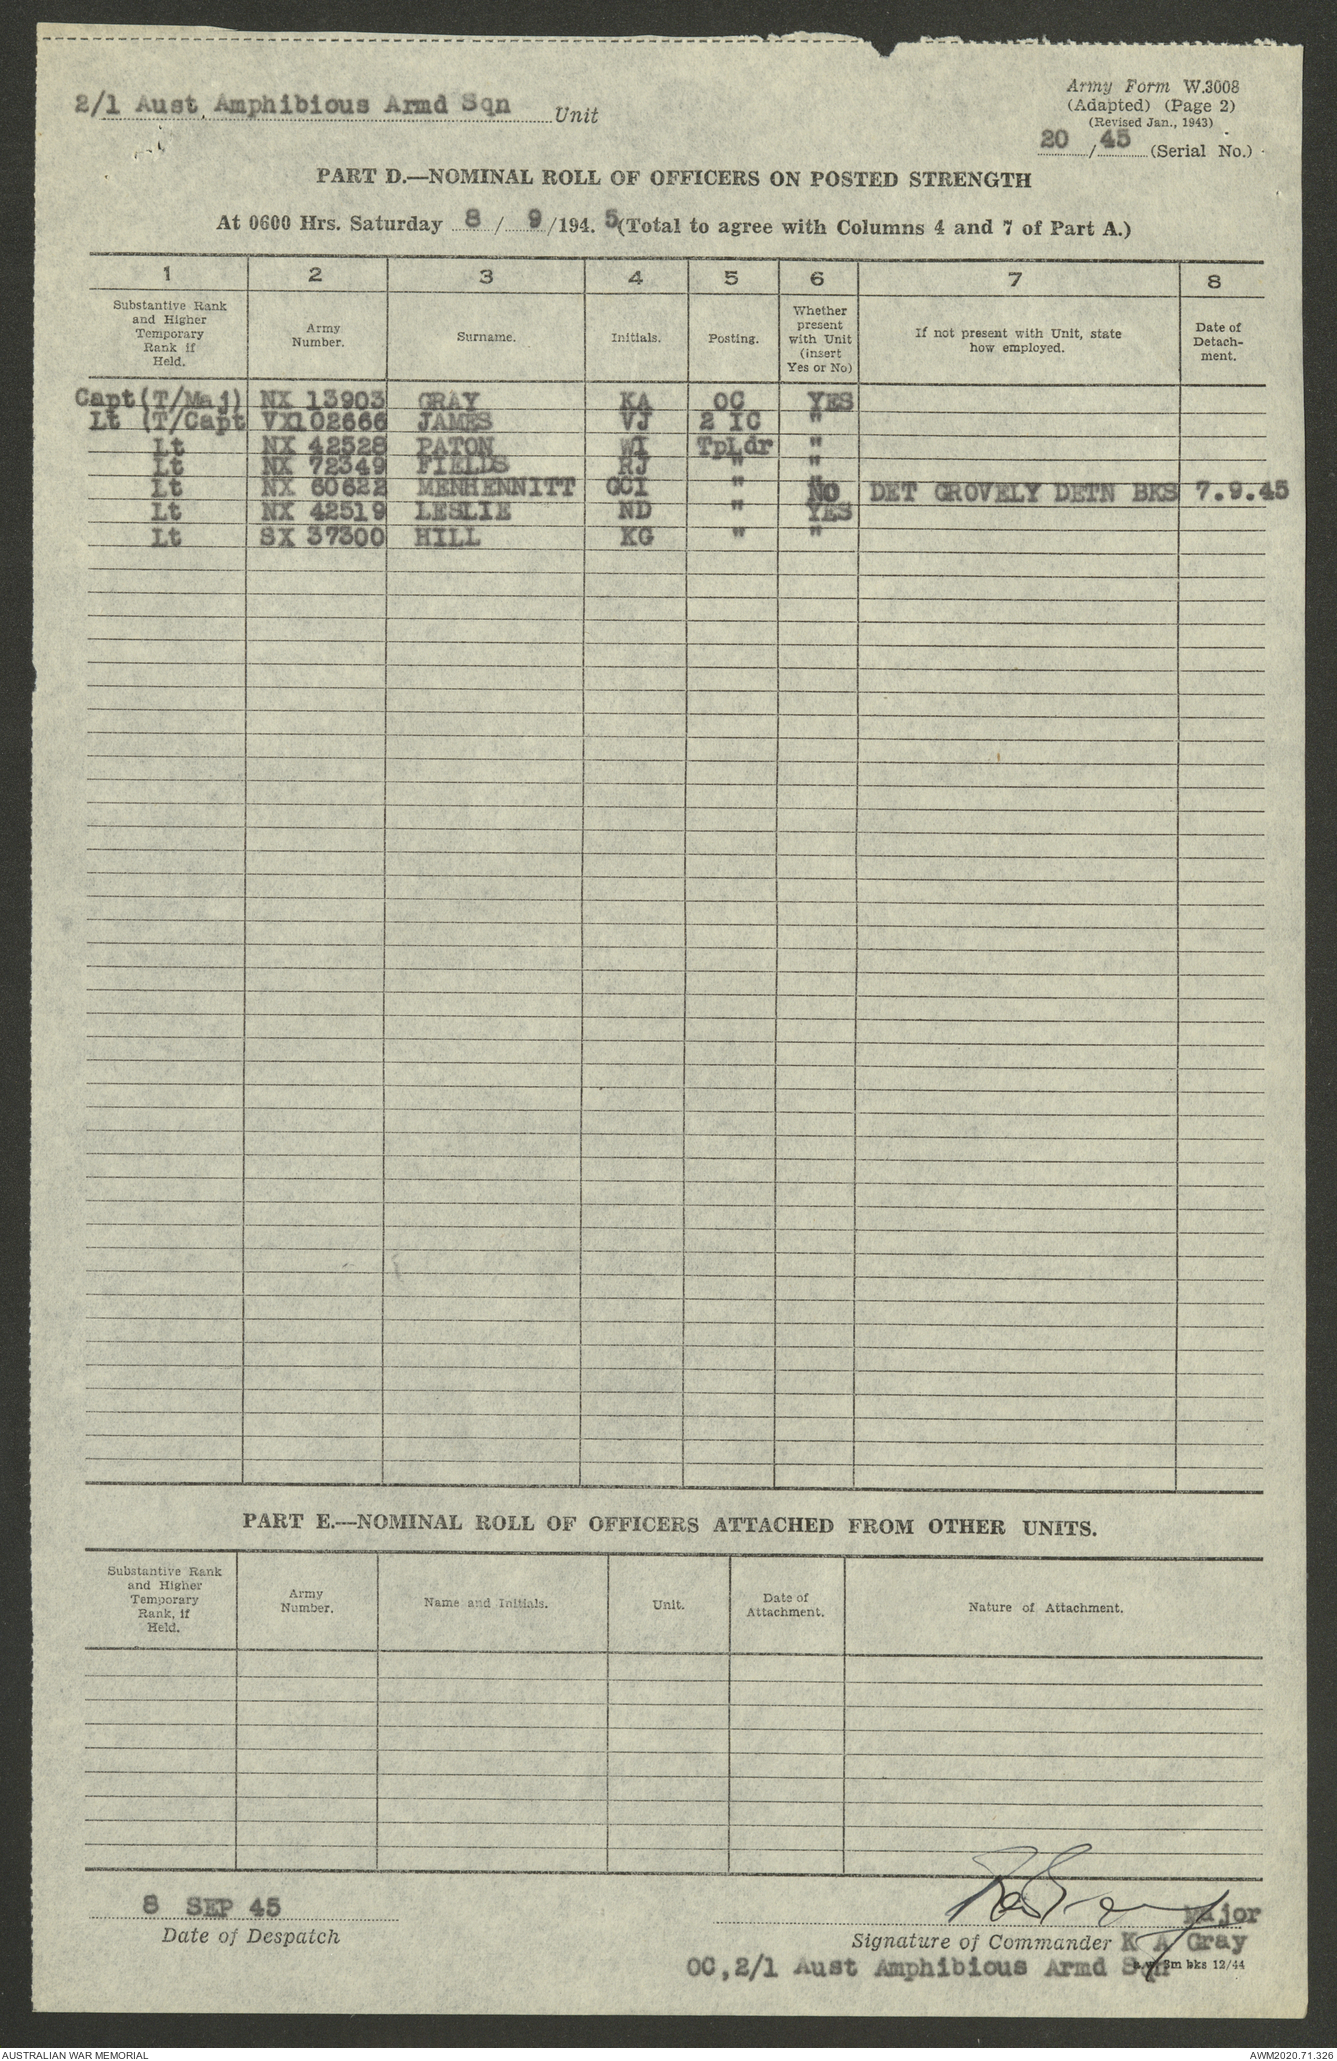 2/1 Aust Amphibious Armd Sqn Unit
Army Form W.3008
(Adapted) (Page 2)
(Revised Jan., 1943)
20 / 45 (Serial No.)
PART D.—NOMINAL ROLL OF OFFICERS ON POSTED STRENGTH
At 0600 Hrs. Saturday 8 / 9 /194. 5 (Total to agree with Columns 4 and 7 of Part A.)
1 2 3 4 5 6 7 8
Substantive Rank and Higher Temporary Rank if Held. Army Number. Surname. Initials. Posting. Whether present with Unit (insert Yes or No) If not present with Unit, state how employed. Date of Detach-ment.
Capt(T/Maj) NX 13903 GRAY KA OC YES
Lt (T/Capt VX102666 JAMES VJ 2 IC "
Lt NX 42528 PATON WI TpLdr "
Lt NX 72349 FIELDS RJ " "
Lt NX 60622 MENHENNITT GCI " NO DET GROVELY DETN BKS 7.9.45
Lt NX 42519 LESLIE ND " YES
Lt SX 37300 HILL KG " "
PART E.—NOMINAL ROLL OF OFFICERS ATTACHED FROM OTHER UNITS.
Substantive Rank and Higher Temporary Rank, if Held. Army Number. Name and Initials. Unit. Date of Attachment. Nature of Attachment.
8 SEP 45
Date of Despatch
KA Gray Major
Signature of Commander K A Gray
OC,2/1 Aust Amphibious Armd Sqn
3m bks 12/44
AUSTRALIAN WAR MEMORIAL
AWM2020.71.326